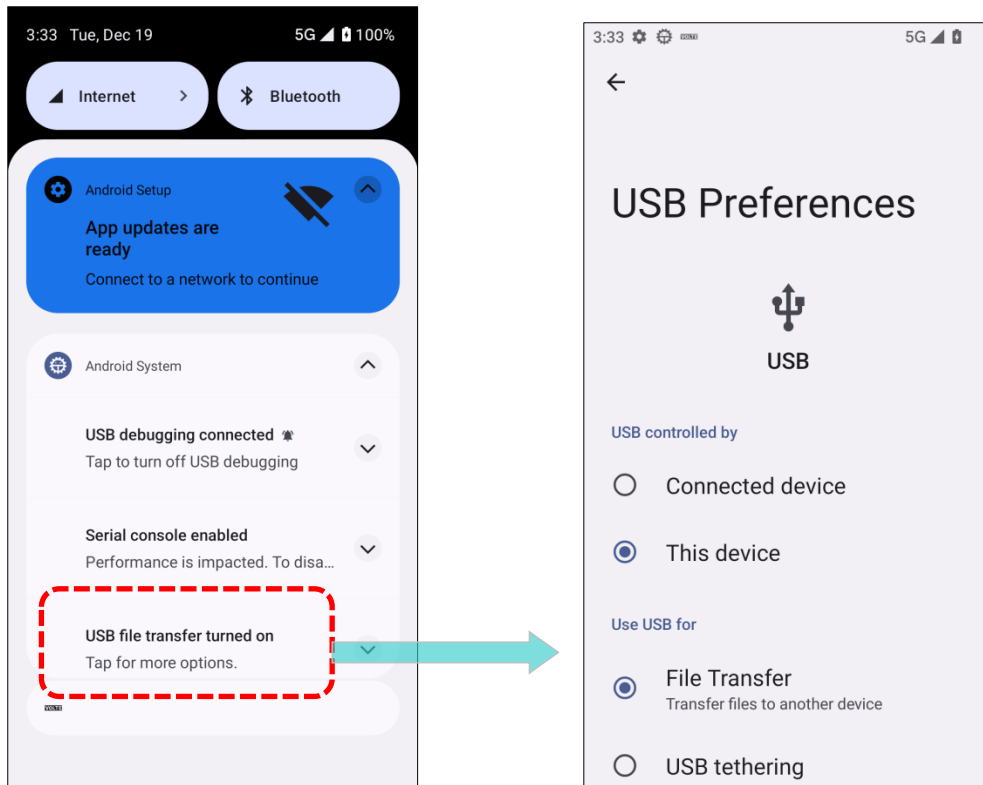 3:33 Tue, Dec 19
5G 100%
Internet
Bluetooth
Android Setup
App updates are
ready
Connect to a network to continue
Android System
USB debugging connected
Tap to turn off USB debugging
Serial console enabled
Performance is impacted. To disa...
USB file transfer turned on
Tap for more options.
VOLTE
3:33 VOLTE
5G
USB Preferences
USB
USB controlled by
Connected device
This device
Use USB for
File Transfer
Transfer files to another device
USB tethering